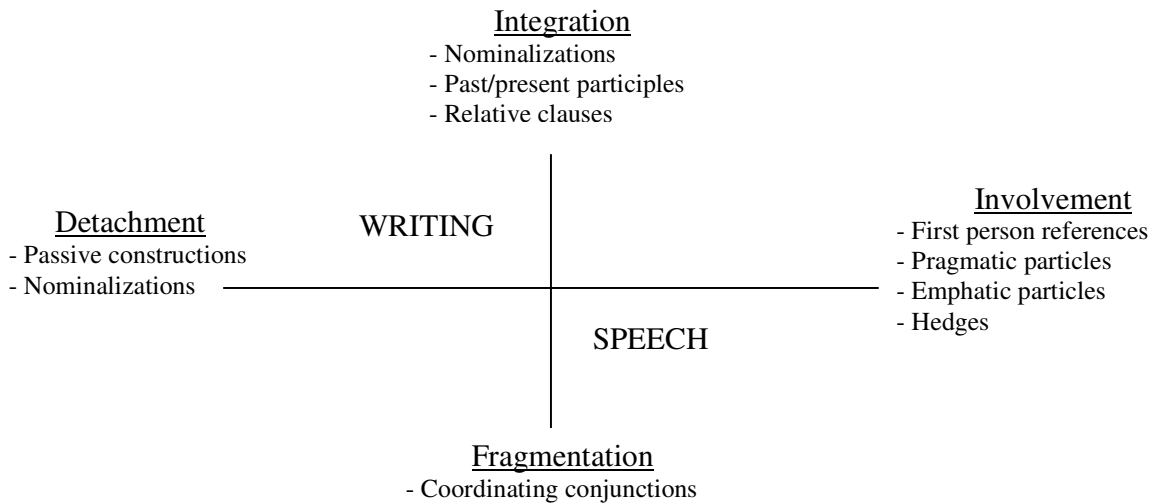 Integration
- Nominalizations
- Past/present participles
- Relative clauses
Detachment
- Passive constructions
- Nominalizations
WRITING
Involvement
- First person references
- Pragmatic particles
- Emphatic particles
- Hedges
SPEECH
Fragmentation
- Coordinating conjunctions